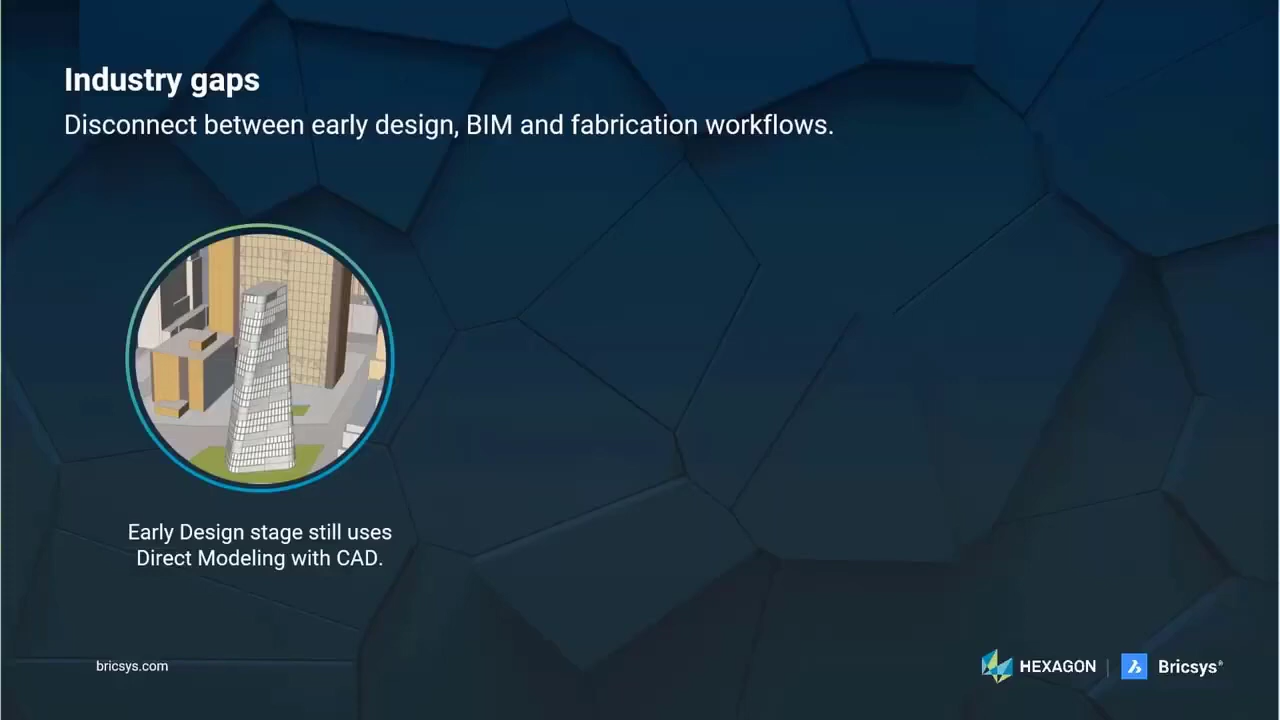 Industry gaps
Disconnect between early design, BIM and fabrication workflows.
Early Design stage still uses
Direct Modeling with CAD.
bricsys.com
HEXAGON | Bricsys®